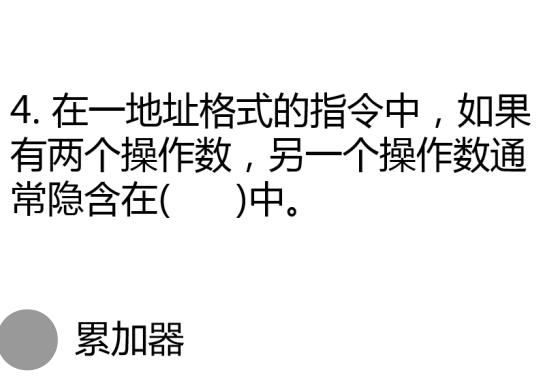 4. 在一地址格式的指令中，如果
有两个操作数，另一个操作数通
常隐含在(      )中。
累加器